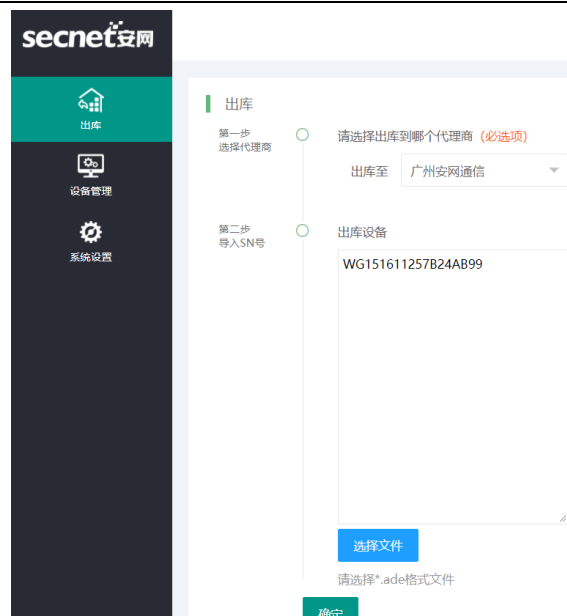 secnet安网
出库
设备管理
系统设置
出库
第一步
选择代理商
请选择出库到哪个代理商 (必选项)
出库至 广州安网通信
第二步
导入SN号
出库设备
WG151611257B24AB99
选择文件
请选择*.ade格式文件
确定